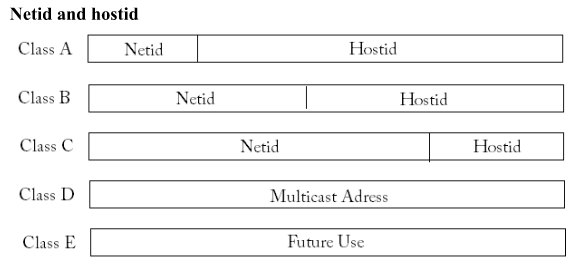 Netid and hostid
Class A Netid Hostid
Class B Netid Hostid
Class C Netid Hostid
Class D Multicast Adress
Class E Future Use